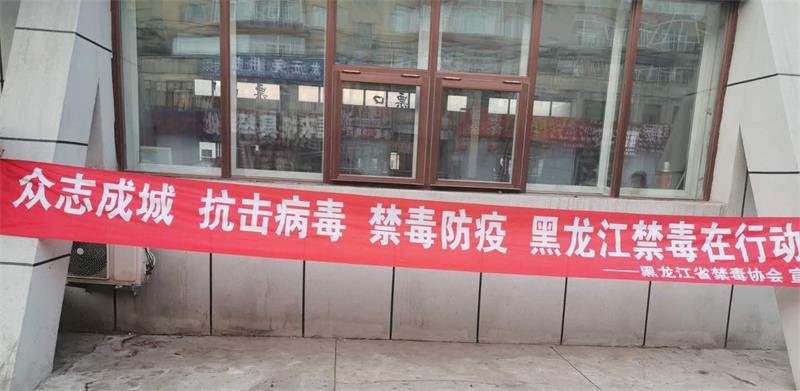 众志成城 抗击病毒 禁毒防疫 黑龙江禁毒在行动
——黑龙江省禁毒协会 宣